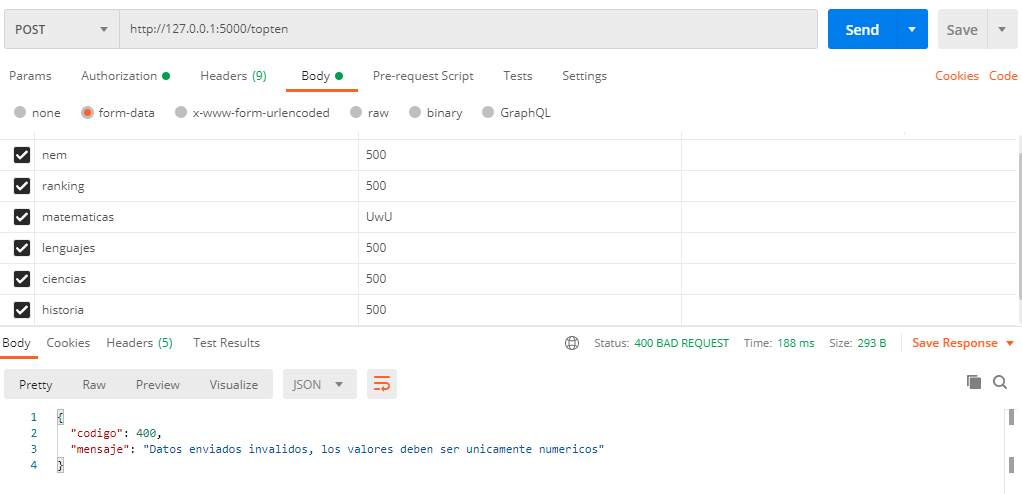 POST http://127.0.0.1:5000/topten Send Save
Params Authorization Headers (9) Body Pre-request Script Tests Settings Cookies Code
none form-data x-www-form-urlencoded raw binary GraphQL
nem 500
ranking 500
matematicas UwU
lenguajes 500
ciencias 500
historia 500
Body Cookies Headers (5) Test Results Status: 400 BAD REQUEST Time: 188 ms Size: 293 B Save Response
Pretty Raw Preview Visualize JSON
1 {
2 "codigo": 400,
3 "mensaje": "Datos enviados invalidos, los valores deben ser unicamente numericos"
4 }